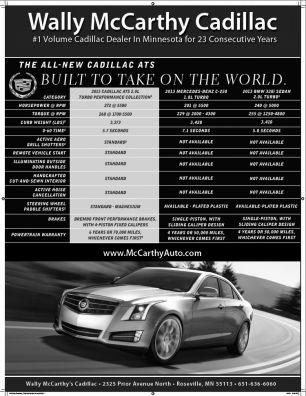 Wally McCarthy Cadillac
#1 Volume Cadillac Dealer In Minnesota for 23 Consecutive Years
THE ALL-NEW CADILLAC ATS
BUILT TO TAKE ON THE WORLD.
CATEGORY 2013 CADILLAC ATS 2.0L TURBO PERFORMANCE COLLECTION 2013 MERCEDES-BENZ C-250 1.8L TURBO 2013 BMW 328i SEDAN 2.0L TURBO
HORSEPOWER @ RPM 272 @ 5500 201 @ 5500 240 @ 5000
TORQUE @ RPM 260 @ 1700-5500 229 @ 2000 - 4300 255 @ 1250-4800
CURB WEIGHT (LBS) 3,373 3,428 3,420
0-60 TIME 5.7 SECONDS 7.1 SECONDS 5.8 SECONDS
ACTIVE AERO GRILL SHUTTERS STANDARD NOT AVAILABLE NOT AVAILABLE
REMOTE VEHICLE START STANDARD NOT AVAILABLE NOT AVAILABLE
ILLUMINATING OUTSIDE DOOR HANDLES STANDARD NOT AVAILABLE NOT AVAILABLE
HANDCRAFTED CUT-AND-SEWN INTERIOR STANDARD NOT AVAILABLE NOT AVAILABLE
ACTIVE NOISE CANCELLATION STANDARD NOT AVAILABLE NOT AVAILABLE
STEERING WHEEL PADDLE SHIFTERS STANDARD - MAGNESIUM AVAILABLE - PLATED PLASTIC AVAILABLE-PLATED PLASTIC
BRAKES BREMBO FRONT PERFORMANCE BRAKES, WITH 4-PISTON FIXED CALIPERS SINGLE-PISTON, WITH SLIDING CALIPER DESIGN SINGLE-PISTON, WITH SLIDING CALIPER DESIGN
POWERTRAIN WARRANTY 6 YEARS OR 70,000 MILES, WHICHEVER COMES FIRST 4 YEARS OR 50,000 MILES, WHICHEVER COMES FIRST 4 YEARS OR 50,000 MILES, WHICHEVER COMES FIRST
www.McCarthyAuto.com
Wally McCarthy's Cadillac • 2325 Prior Avenue North • Roseville, MN 55113 • 651-636-6060